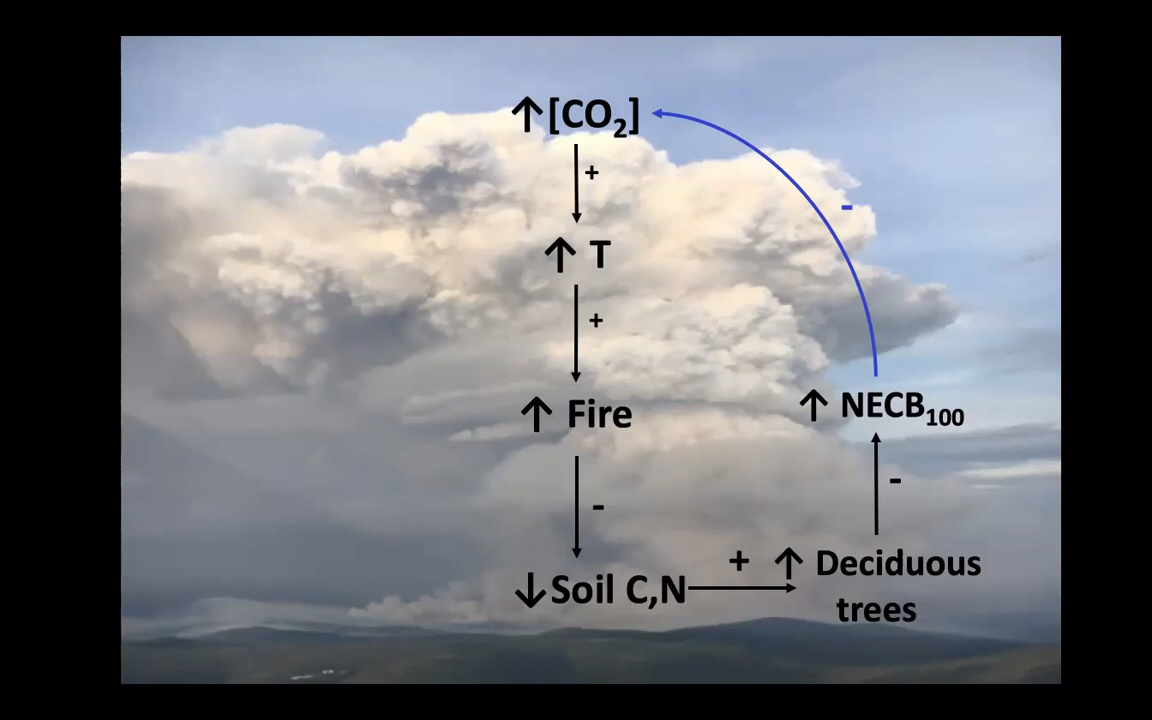 ↑[CO₂]
+
↑ T
+
↑ Fire
-
↓Soil C,N
+
↑ Deciduous
trees
-
↑ NECB₁₀₀
-